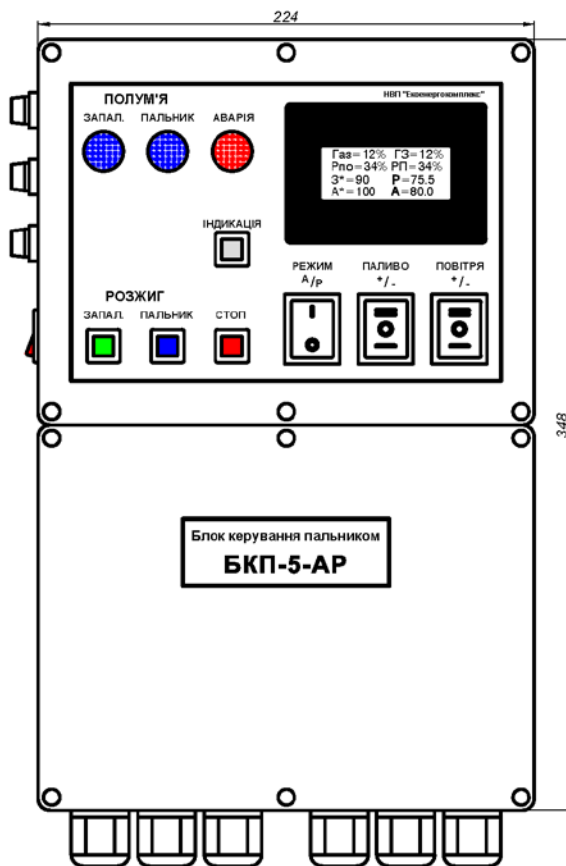 224
НВП "Екоенергокомплекс"
ПОЛУМ'Я
ЗАПАЛ. ПАЛЬНИК АВАРІЯ
Газ=12% ГЗ=12%
Рпо=34% РП=34%
З*=90 Р=75.5
А*=100 А=80.0
ІНДИКАЦІЯ
РЕЖИМ ПАЛИВО ПОВІТРЯ
А/Р +/- +/-
РОЗЖИГ
ЗАПАЛ. ПАЛЬНИК СТОП
348
Блок керування пальником
БКП-5-АР